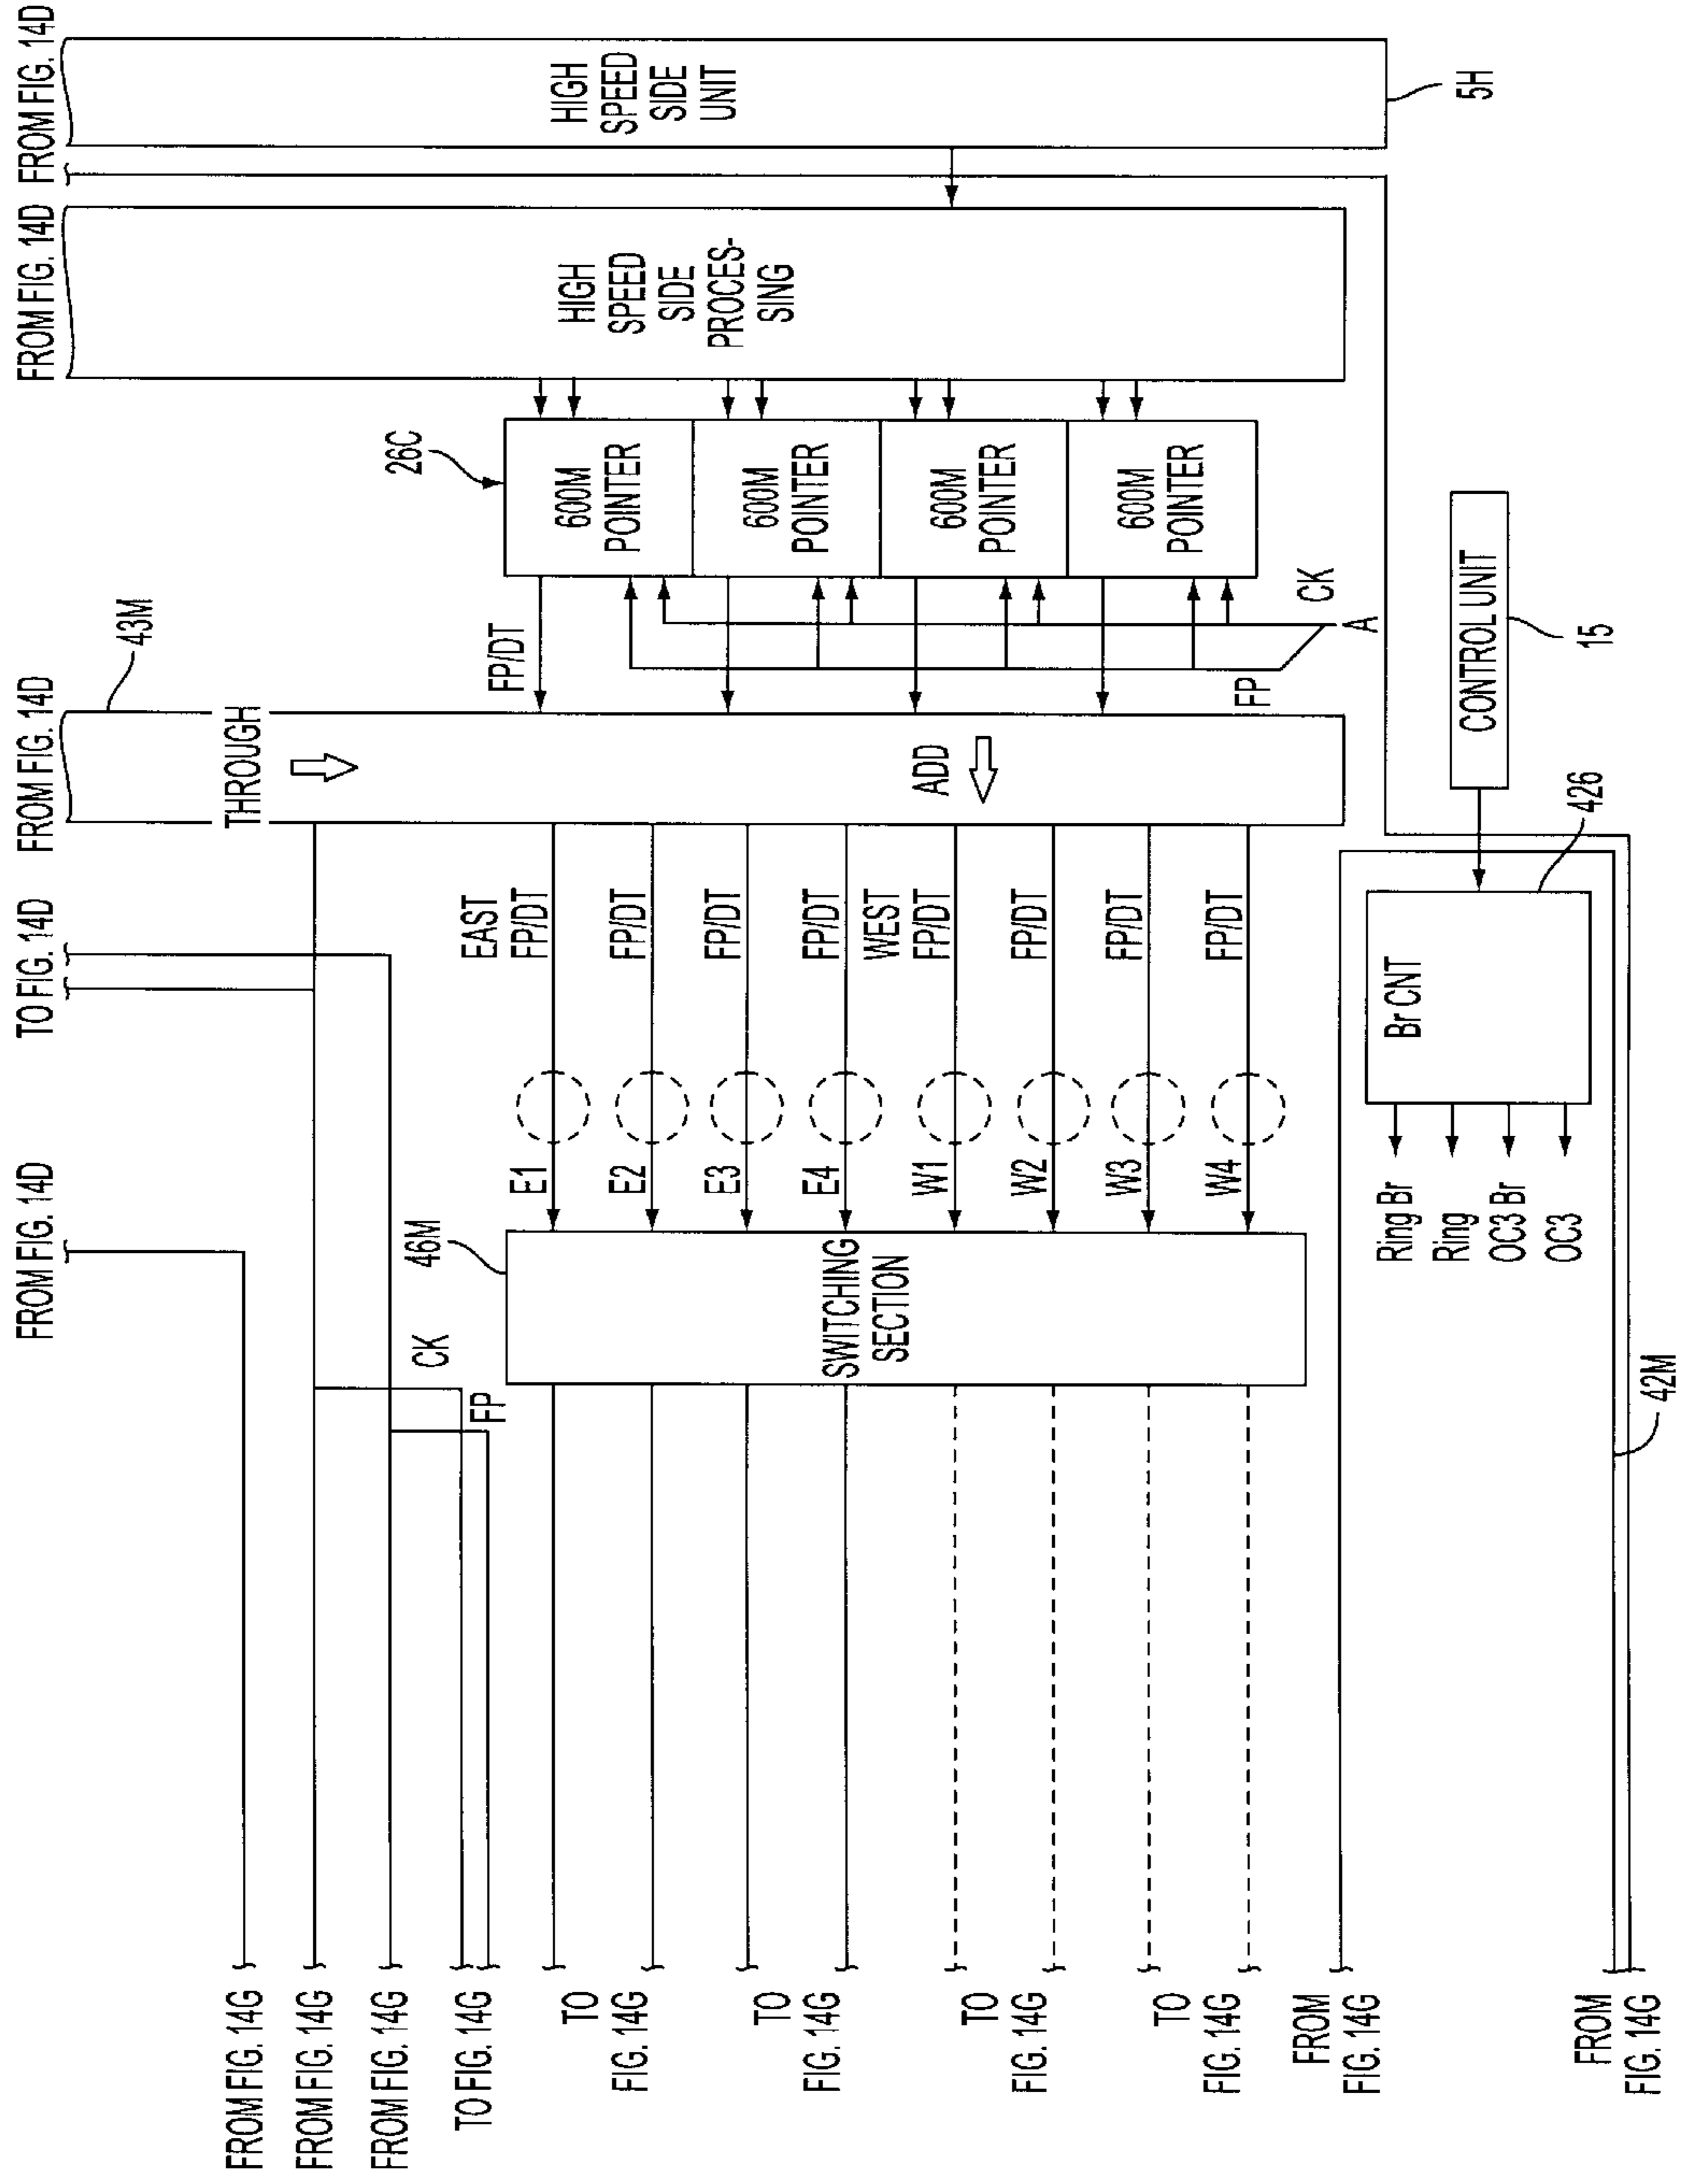 FROM FIG. 14D
FROM FIG. 14D
FROM FIG. 14D
TO FIG. 14D
FROM FIG. 14D
HIGH
SPEED
SIDE
UNIT
5H
HIGH
SPEED
SIDE
PROCES-
SING
26C
600M
POINTER
600M
POINTER
600M
POINTER
600M
POINTER
CK
A
FP
FP/DT
43M
THROUGH
ADD
CONTROL UNIT
15
426
Br CNT
Ring Br
Ring
OC3 Br
OC3
EAST
FP/DT
FP/DT
FP/DT
FP/DT
WEST
FP/DT
FP/DT
FP/DT
FP/DT
E1
E2
E3
E4
W1
W2
W3
W4
46M
SWITCHING
SECTION
CK
FP
42M
FROM FIG. 14G
FROM FIG. 14G
FROM FIG. 14G
TO FIG. 14G
TO
FIG. 14G
TO
FIG. 14G
TO
FIG. 14G
TO
FIG. 14G
FROM
FIG. 14G
FROM
FIG. 14G